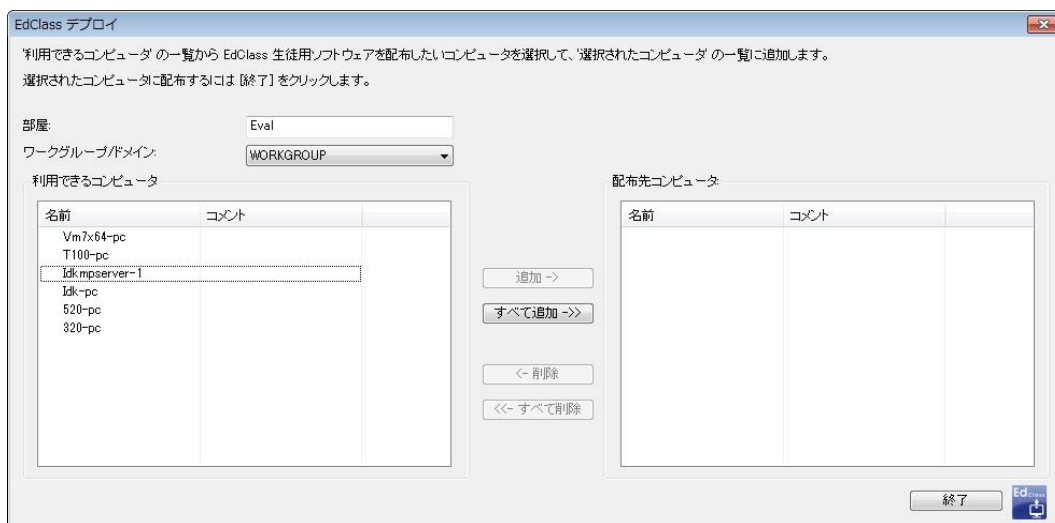 EdClass デプロイ
'利用できるコンピュータ' の一覧から EdClass 生徒用ソフトウェアを配布したいコンピュータを選択して、'選択されたコンピュータ' の一覧に追加します。
選択されたコンピュータに配布するには [終了] をクリックします。
部屋: Eval
ワークグループ/ドメイン: WORKGROUP
利用できるコンピュータ
名前 コメント
Vm7x64-pc
T100-pc
Idkmpserver-1
Idk-pc
520-pc
320-pc
追加 ->
すべて追加 ->>
<- 削除
<<- すべて削除
配布先コンピュータ
名前 コメント
終了
EdClass